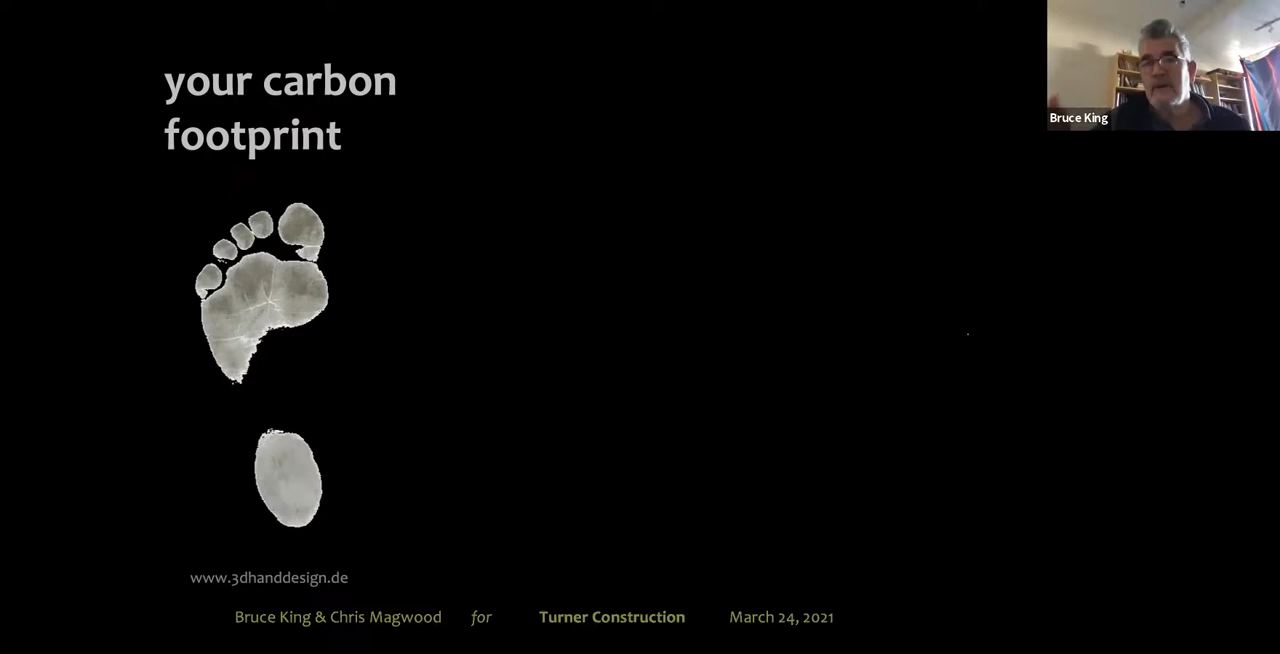 your carbon
footprint
Bruce King
www.3dhanddesign.de
Bruce King & Chris Magwood for Turner Construction March 24, 2021